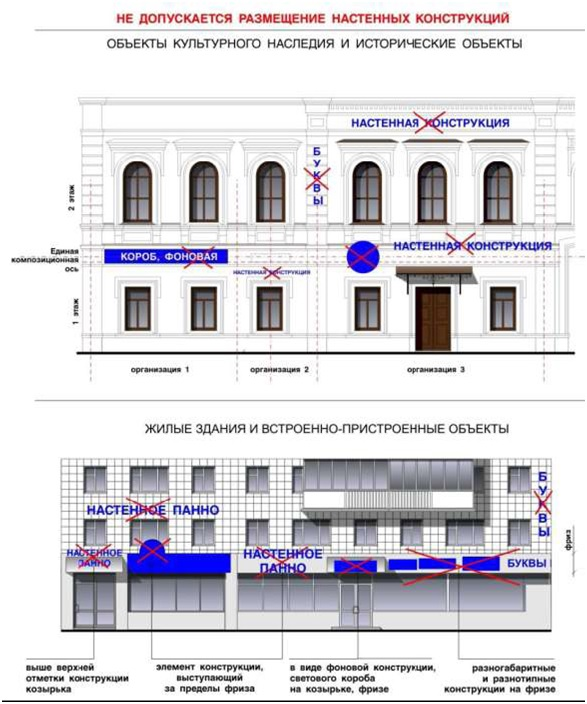 НЕ ДОПУСКАЕТСЯ РАЗМЕЩЕНИЕ НАСТЕННЫХ КОНСТРУКЦИЙ
ОБЪЕКТЫ КУЛЬТУРНОГО НАСЛЕДИЯ И ИСТОРИЧЕСКИЕ ОБЪЕКТЫ
НАСТЕННАЯ КОНСТРУКЦИЯ
БУКВЫ
2 этаж
Единая
композиционная
ось
КОРОБ, ФОНОВАЯ
НАСТЕННАЯ КОНСТРУКЦИЯ
НАСТЕННАЯ КОНСТРУКЦИЯ
1 этаж
организация 1
организация 2
организация 3
ЖИЛЫЕ ЗДАНИЯ И ВСТРОЕННО-ПРИСТРОЕННЫЕ ОБЪЕКТЫ
БУКВЫ
НАСТЕННОЕ ПАННО
НАСТЕННОЕ
ПАННО
НАСТЕННОЕ
ПАННО
БУКВЫ
фриз
выше верхней
отметки конструкции
козырька
элемент конструкции,
выступающий
за пределы фриза
в виде фоновой конструкции,
светового короба
на козырьке, фризе
разногабаритные
и разнотипные
конструкции на фризе